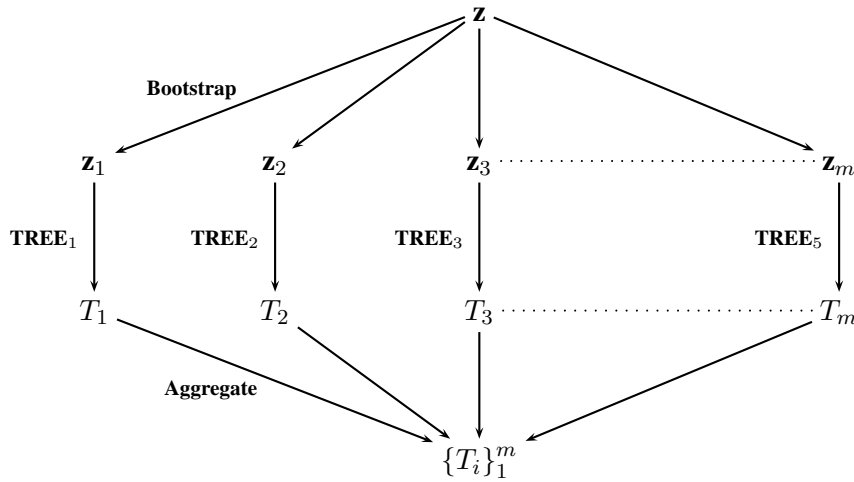 z
Bootstrap
z₁ z₂ z₃ zₘ
TREE₁ TREE₂ TREE₃ TREE₅
T₁ T₂ T₃ Tₘ
Aggregate
{Tᵢ}₁ᵐ